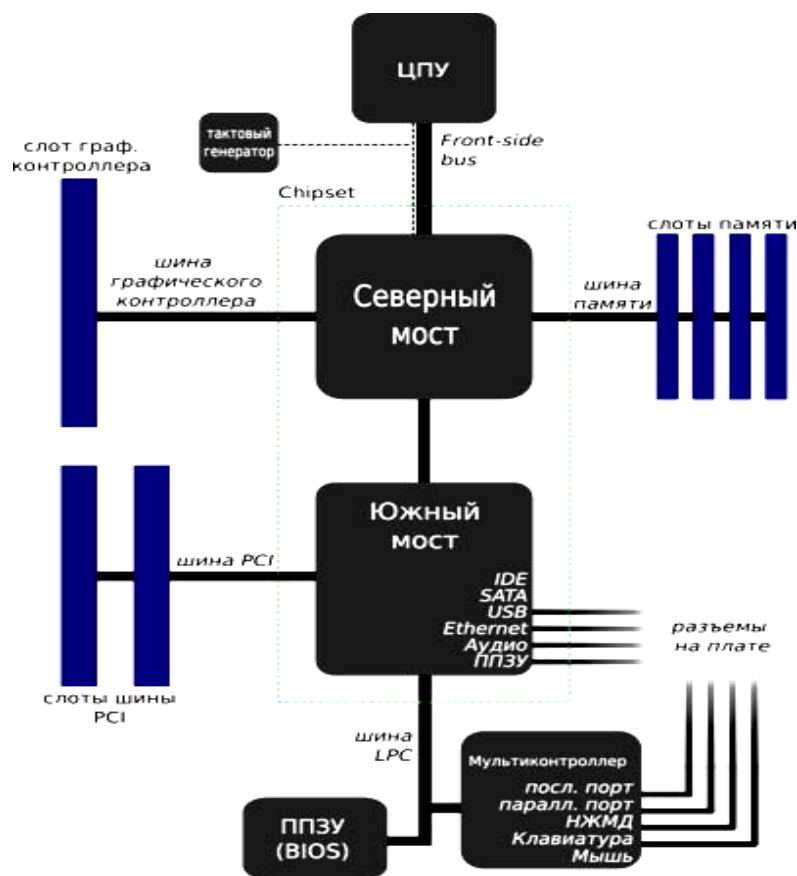 ЦПУ
тактовый
генератор
Front-side
bus
слот граф.
контроллера
Chipset
слоты памяти
шина
графического
контроллера
Северный
мост
шина
памяти
Южный
мост
шина PCI
IDE
SATA
USB
Ethernet
Аудио
ППЗУ
разъемы
на плате
слоты шины
PCI
шина
LPC
Мультиконтроллер
посл. порт
паралл. порт
НЖМД
Клавиатура
Мышь
ППЗУ
(BIOS)